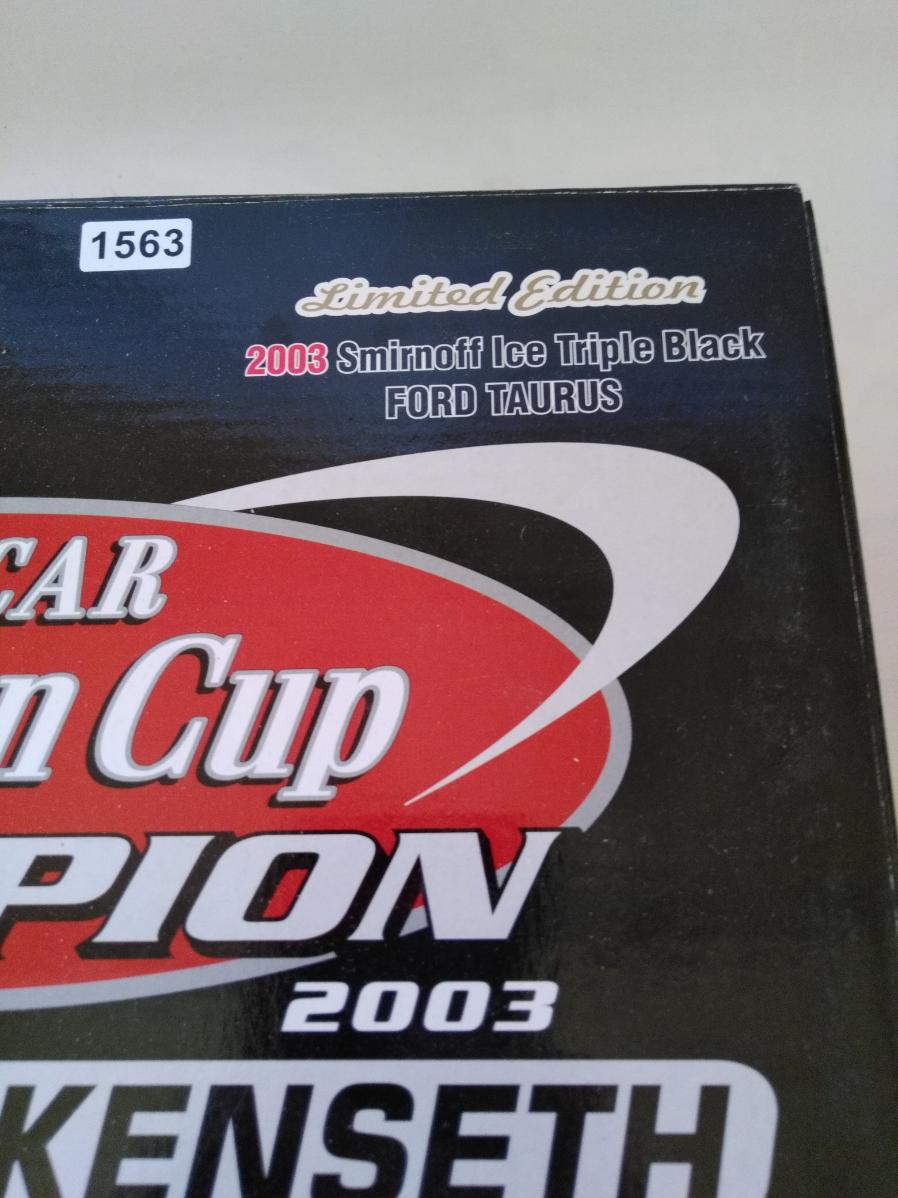 1563
Limited Edition
2003 Smirnoff Ice Triple Black
FORD TAURUS
CAR
n Cup
PION
2003
KENSETH